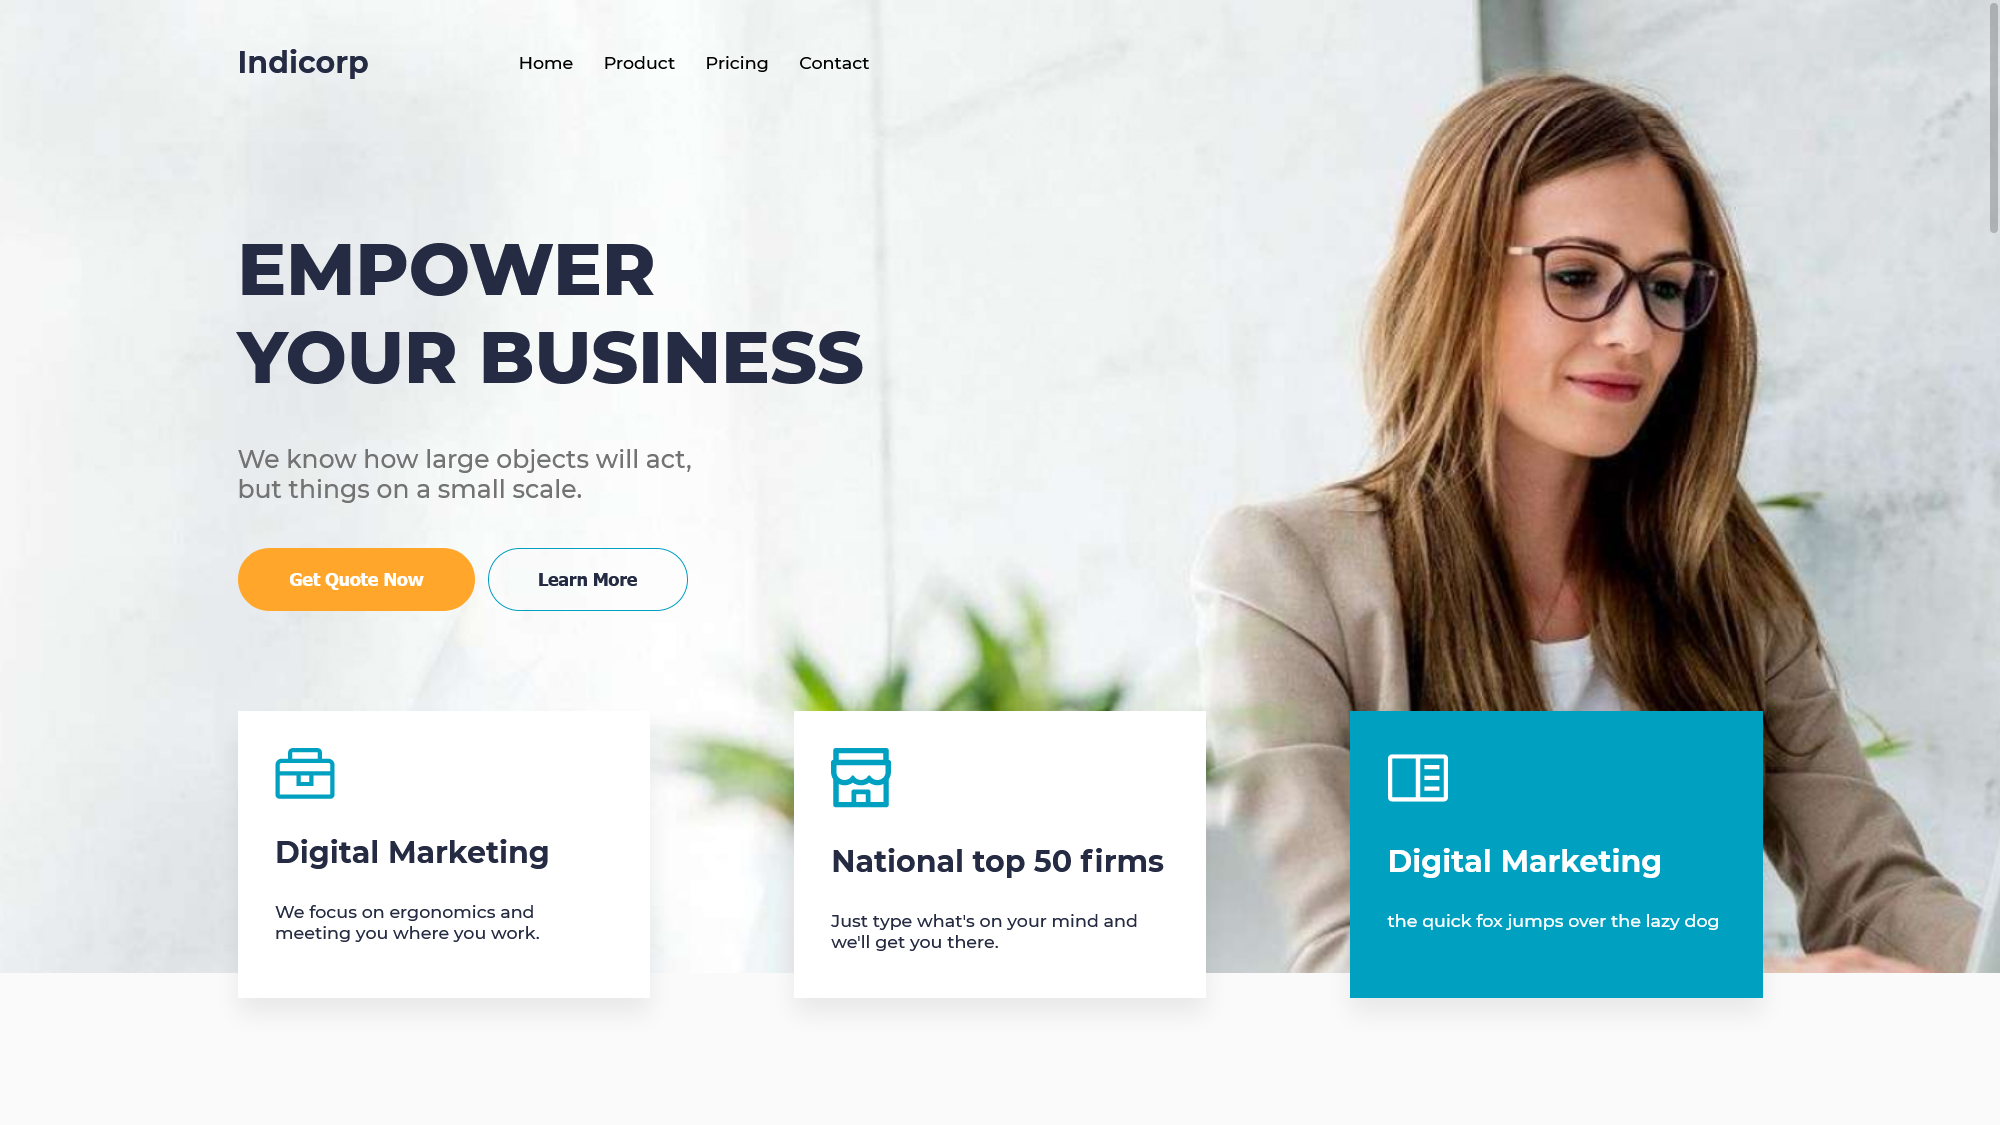 Indicorp
Home Product Pricing Contact
EMPOWER
YOUR BUSINESS
We know how large objects will act,
but things on a small scale.
Get Quote Now
Learn More
Digital Marketing
We focus on ergonomics and
meeting you where you work.
National top 50 firms
Just type what's on your mind and
we'll get you there.
Digital Marketing
the quick fox jumps over the lazy dog